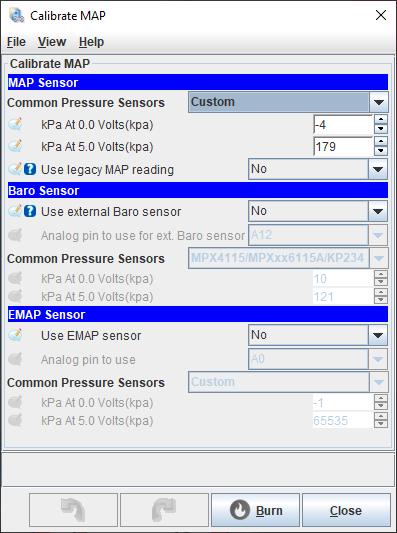 Calibrate MAP
File View Help
Calibrate MAP
MAP Sensor
Common Pressure Sensors Custom
kPa At 0.0 Volts(kpa) -4
kPa At 5.0 Volts(kpa) 179
Use legacy MAP reading No
Baro Sensor
Use external Baro sensor No
Analog pin to use for ext. Baro sensor A12
Common Pressure Sensors MPX4115/MPXxx6115A/KP234
kPa At 0.0 Volts(kpa) 10
kPa At 5.0 Volts(kpa) 121
EMAP Sensor
Use EMAP sensor No
Analog pin to use A0
Common Pressure Sensors Custom
kPa At 0.0 Volts(kpa) -1
kPa At 5.0 Volts(kpa) 65535
Burn Close